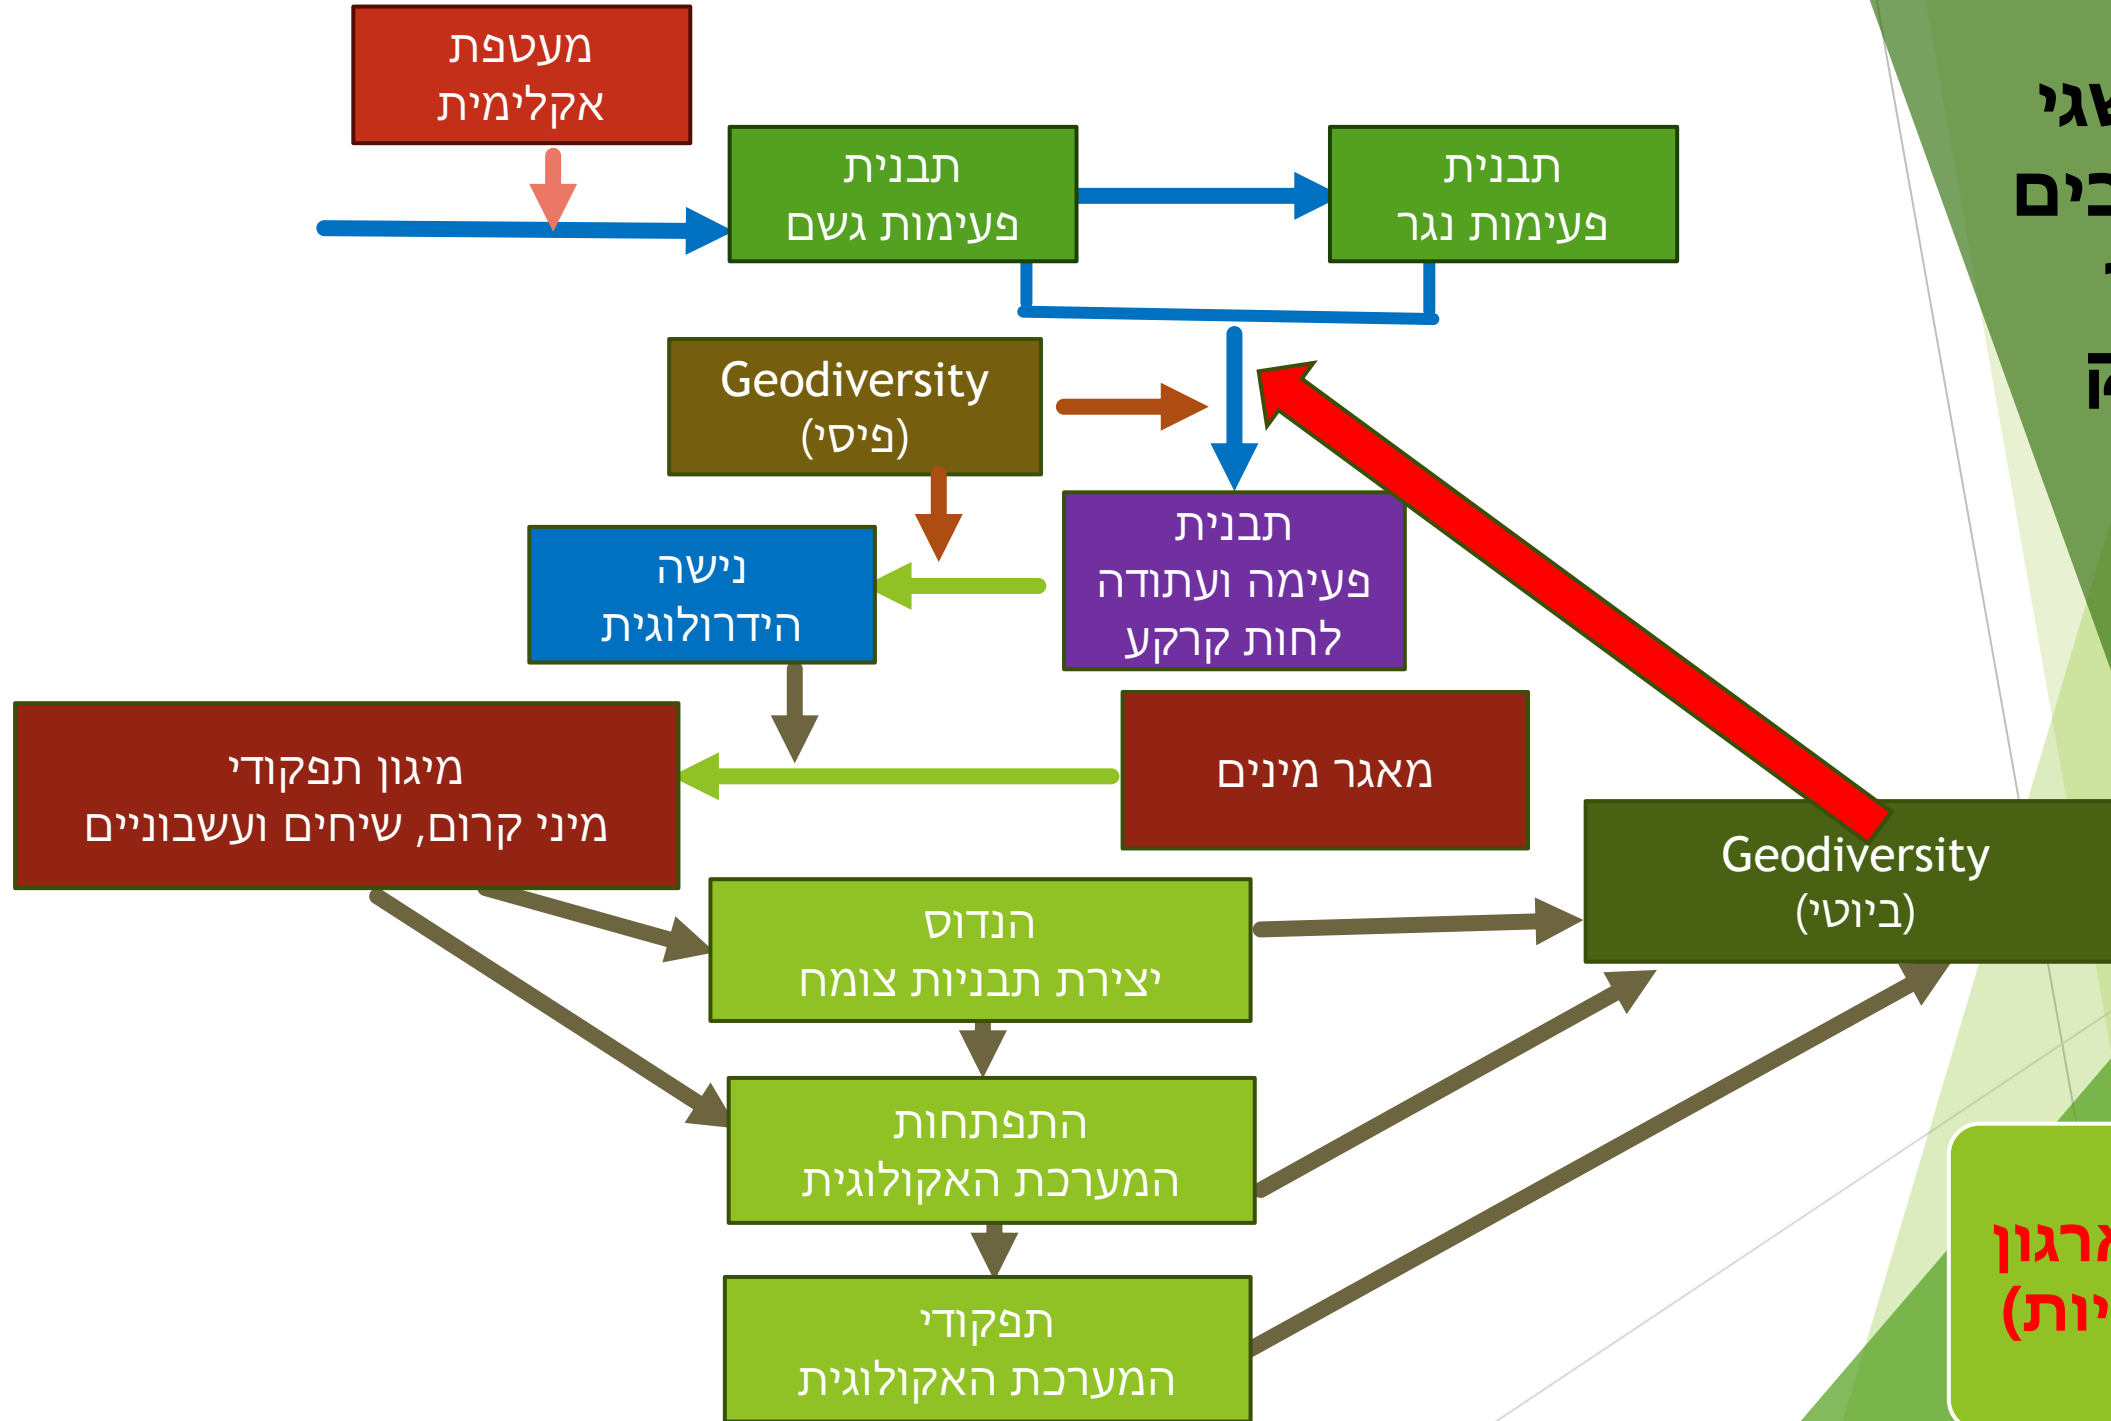 מעטפת
אקלימית
תבנית
פעימות גשם
תבנית
פעימות נגר
Geodiversity
(פיסי)
תבנית
פעימה ועתודה
לחות קרקע
נישה
הידרולוגית
מאגר מינים
מיגון תפקודי
מיני קרום, שיחים ועשבוניים
Geodiversity
(ביוטי)
הנדוס
יצירת תבניות צומח
התפתחות
המערכת האקולוגית
תפקודי
המערכת האקולוגית